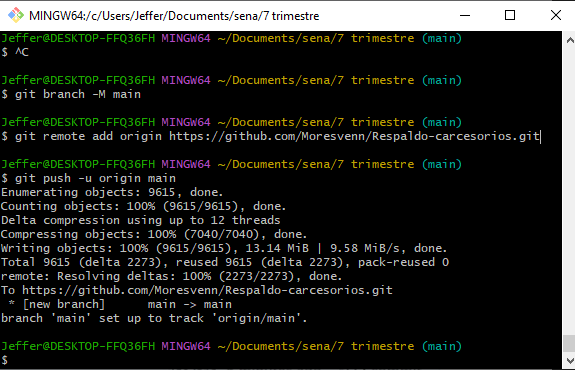 MINGW64:/c/Users/Jeffer/Documents/sena/7 trimestre
Jeffer@DESKTOP-FFQ36FH MINGW64 ~/Documents/sena/7 trimestre (main)
$ ^C
Jeffer@DESKTOP-FFQ36FH MINGW64 ~/Documents/sena/7 trimestre (main)
$ git branch -M main
Jeffer@DESKTOP-FFQ36FH MINGW64 ~/Documents/sena/7 trimestre (main)
$ git remote add origin https://github.com/Moresvenn/Respaldo-carcesorios.git
Jeffer@DESKTOP-FFQ36FH MINGW64 ~/Documents/sena/7 trimestre (main)
$ git push -u origin main
Enumerating objects: 9615, done.
Counting objects: 100% (9615/9615), done.
Delta compression using up to 12 threads
Compressing objects: 100% (7040/7040), done.
Writing objects: 100% (9615/9615), 13.14 MiB | 9.58 MiB/s, done.
Total 9615 (delta 2273), reused 9615 (delta 2273), pack-reused 0
remote: Resolving deltas: 100% (2273/2273), done.
To https://github.com/Moresvenn/Respaldo-carcesorios.git
 * [new branch]      main -> main
branch 'main' set up to track 'origin/main'.
Jeffer@DESKTOP-FFQ36FH MINGW64 ~/Documents/sena/7 trimestre (main)
$